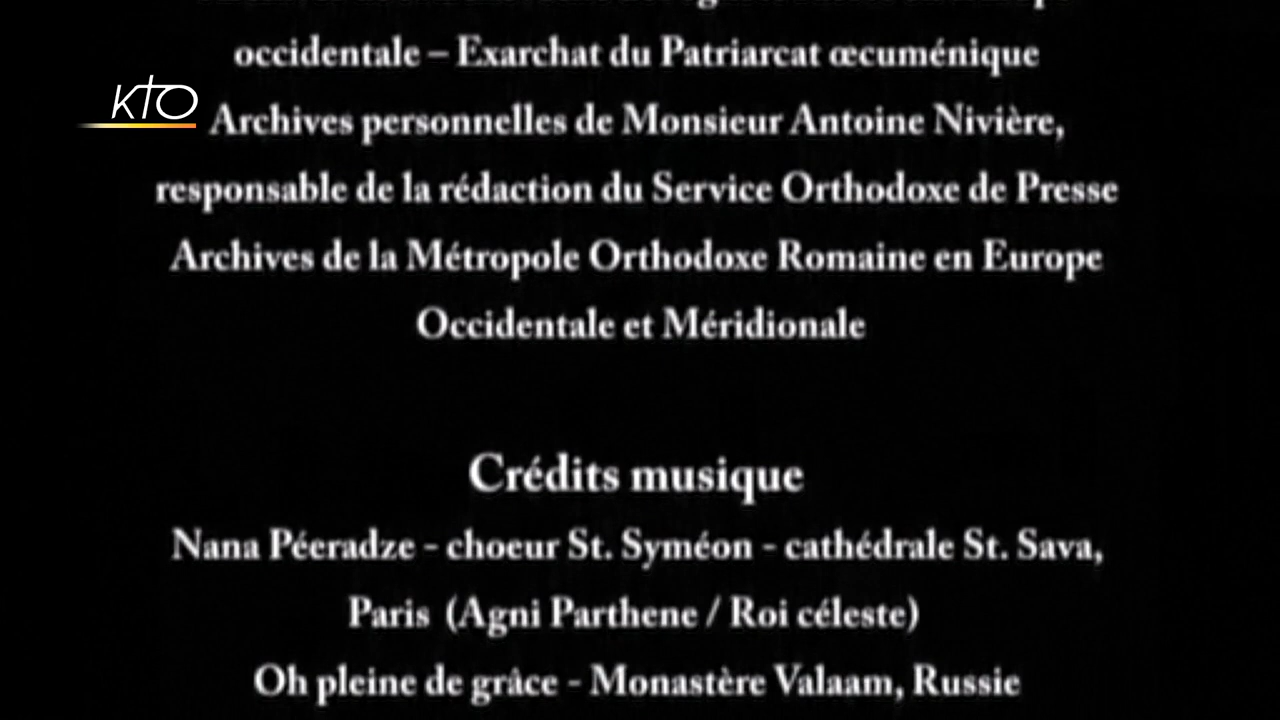 occidentale – Exarchat du Patriarcat œcuménique
kto
Archives personnelles de Monsieur Antoine Nivière,
responsable de la rédaction du Service Orthodoxe de Presse
Archives de la Métropole Orthodoxe Romaine en Europe
Occidentale et Méridionale
Crédits musique
Nana Péeradze - choeur St. Syméon - cathédrale St. Sava,
Paris (Agni Parthene / Roi céleste)
Oh pleine de grâce - Monastère Valaam, Russie